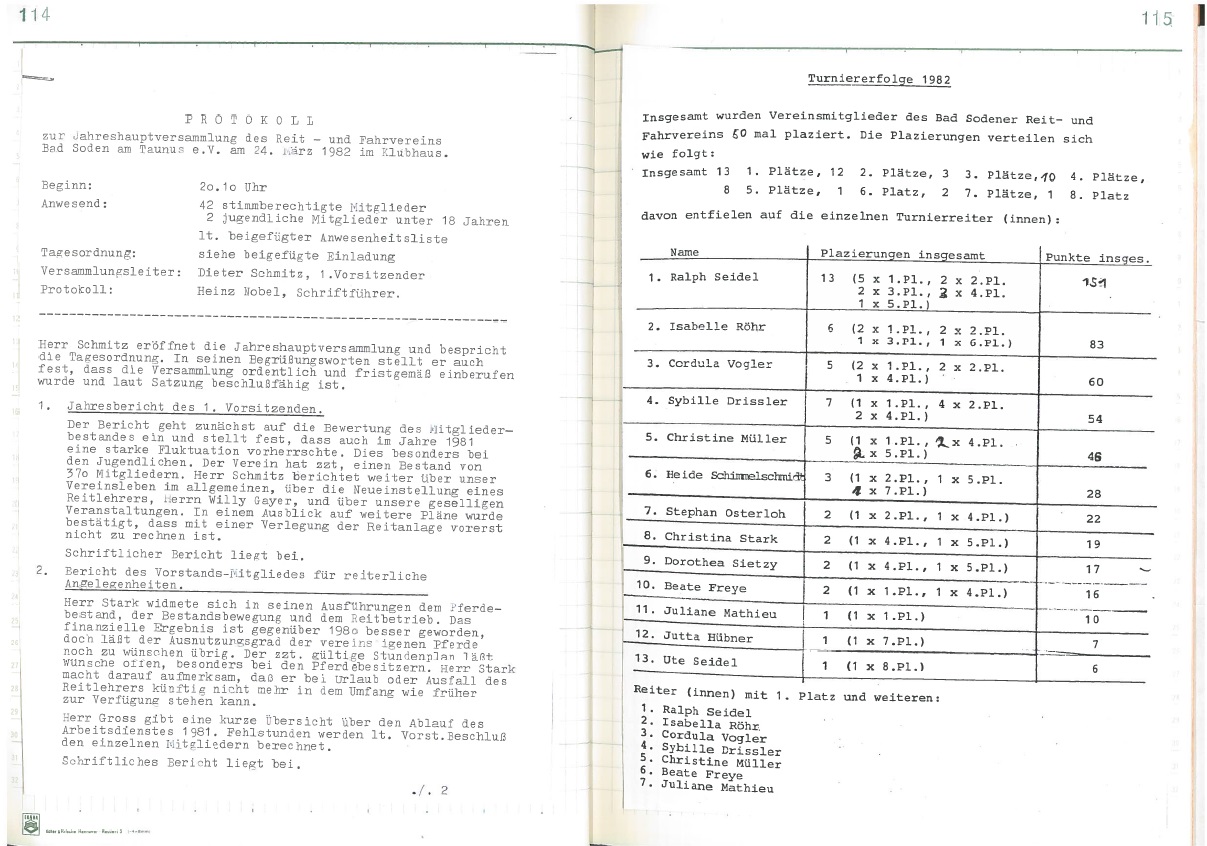 114
P R O T O K O L L
zur Jahreshauptversammlung des Reit - und Fahrvereins
Bad Soden am Taunus e.V. am 24. März 1982 im Klubhaus.
Beginn: 2o.1o Uhr
Anwesend: 42 stimmberechtigte Mitglieder
2 jugendliche Mitglieder unter 18 Jahren
lt. beigefügter Anwesenheitsliste
Tagesordnung: siehe beigefügte Einladung
Versammlungsleiter: Dieter Schmitz, 1.Vorsitzender
Protokoll: Heinz Nobel, Schriftführer.
Herr Schmitz eröffnet die Jahreshauptversammlung und bespricht
die Tagesordnung. In seinen Begrüßungsworten stellt er auch
fest, dass die Versammlung ordentlich und fristgemäß einberufen
wurde und laut Satzung beschlußfähig ist.
1. Jahresbericht des 1. Vorsitzenden.
Der Bericht geht zunächst auf die Bewertung des Mitglieder-
bestandes ein und stellt fest, dass auch im Jahre 1981
eine starke Fluktuation vorherrschte. Dies besonders bei
den Jugendlichen. Der Verein hat zzt, einen Bestand von
37o Mitgliedern. Herr Schmitz berichtet weiter über unser
Vereinsleben im allgemeinen, über die Neueinstellung eines
Reitlehrers, Herrn Willy Gayer, und über unsere geselligen
Veranstaltungen. In einem Ausblick auf weitere Pläne wurde
bestätigt, dass mit einer Verlegung der Reitanlage vorerst
nicht zu rechnen ist.
Schriftlicher Bericht liegt bei.
2. Bericht des Vorstands-Mitgliedes für reiterliche
Angelegenheiten.
Herr Stark widmete sich in seinen Ausführungen dem Pferde-
bestand, der Bestandsbewegung und dem Reitbetrieb. Das
finanzielle Ergebnis ist gegenüber 198o besser geworden,
doch läßt der Ausnutzungsgrad der vereins igenen Pferde
noch zu wünschen übrig. Der zzt. gültige Stundenplan läßt
Wünsche offen, besonders bei den Pferdebesitzern. Herr Stark
macht darauf aufmerksam, daß er bei Urlaub oder Ausfall des
Reitlehrers künftig nicht mehr in dem Umfang wie früher
zur Verfügung stehen kann.
Herr Gross gibt eine kurze Übersicht über den Ablauf des
Arbeitsdienstes 1981. Fehlstunden werden lt. Vorst.Beschluß
den einzelnen Mitgliedern berechnet.
Schriftliches Bericht liegt bei.
./. 2
115
Turniererfolge 1982
Insgesamt wurden Vereinsmitglieder des Bad Sodener Reit- und
Fahrvereins 50 mal plaziert. Die Plazierungen verteilen sich
wie folgt:
Insgesamt 13 1. Plätze, 12 2. Plätze, 3 3. Plätze, 10 4. Plätze,
8 5. Plätze, 1 6. Platz, 2 7. Plätze, 1 8. Platz
davon entfielen auf die einzelnen Turnierreiter (innen):
Name Plazierungen insgesamt Punkte insges.
1. Ralph Seidel 13 (5 x 1.Pl., 2 x 2.Pl. 151
2 x 3.Pl., 3 x 4.Pl.
1 x 5.Pl.)
2. Isabelle Röhr 6 (2 x 1.Pl., 2 x 2.Pl.
1 x 3.Pl., 1 x 6.Pl.) 83
3. Cordula Vogler 5 (2 x 1.Pl., 2 x 2.Pl.
1 x 4.Pl.) 60
4. Sybille Drissler 7 (1 x 1.Pl., 4 x 2.Pl.
2 x 4.Pl.) 54
5. Christine Müller 5 (1 x 1.Pl., 2 x 4.Pl.
2 x 5.Pl.) 46
6. Heide Schimmelschmidt 3 (1 x 2.Pl., 1 x 5.Pl.
1 x 7.Pl.) 28
7. Stephan Osterloh 2 (1 x 2.Pl., 1 x 4.Pl.) 22
8. Christina Stark 2 (1 x 4.Pl., 1 x 5.Pl.) 19
9. Dorothea Sietzy 2 (1 x 4.Pl., 1 x 5.Pl.) 17
10. Beate Freye 2 (1 x 1.Pl., 1 x 4.Pl.) 16
11. Juliane Mathieu 1 (1 x 1.Pl.) 10
12. Jutta Hübner 1 (1 x 7.Pl.) 7
13. Ute Seidel 1 (1 x 8.Pl.) 6
Reiter (innen) mit 1. Platz und weiteren:
1. Ralph Seidel
2. Isabella Röhr
3. Cordula Vogler
4. Sybille Drissler
5. Christine Müller
6. Beate Freye
7. Juliane Mathieu